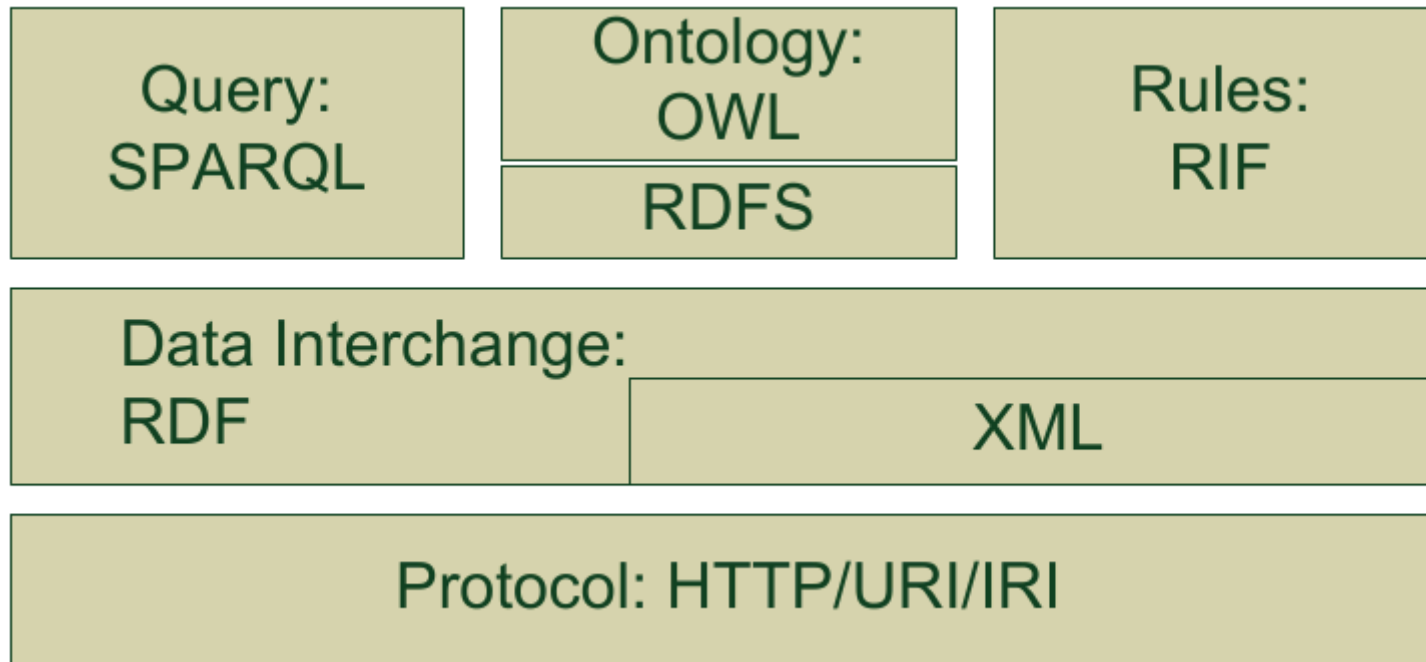 Query:
SPARQL
Ontology:
OWL
RDFS
Rules:
RIF
Data Interchange:
RDF
XML
Protocol: HTTP/URI/IRI